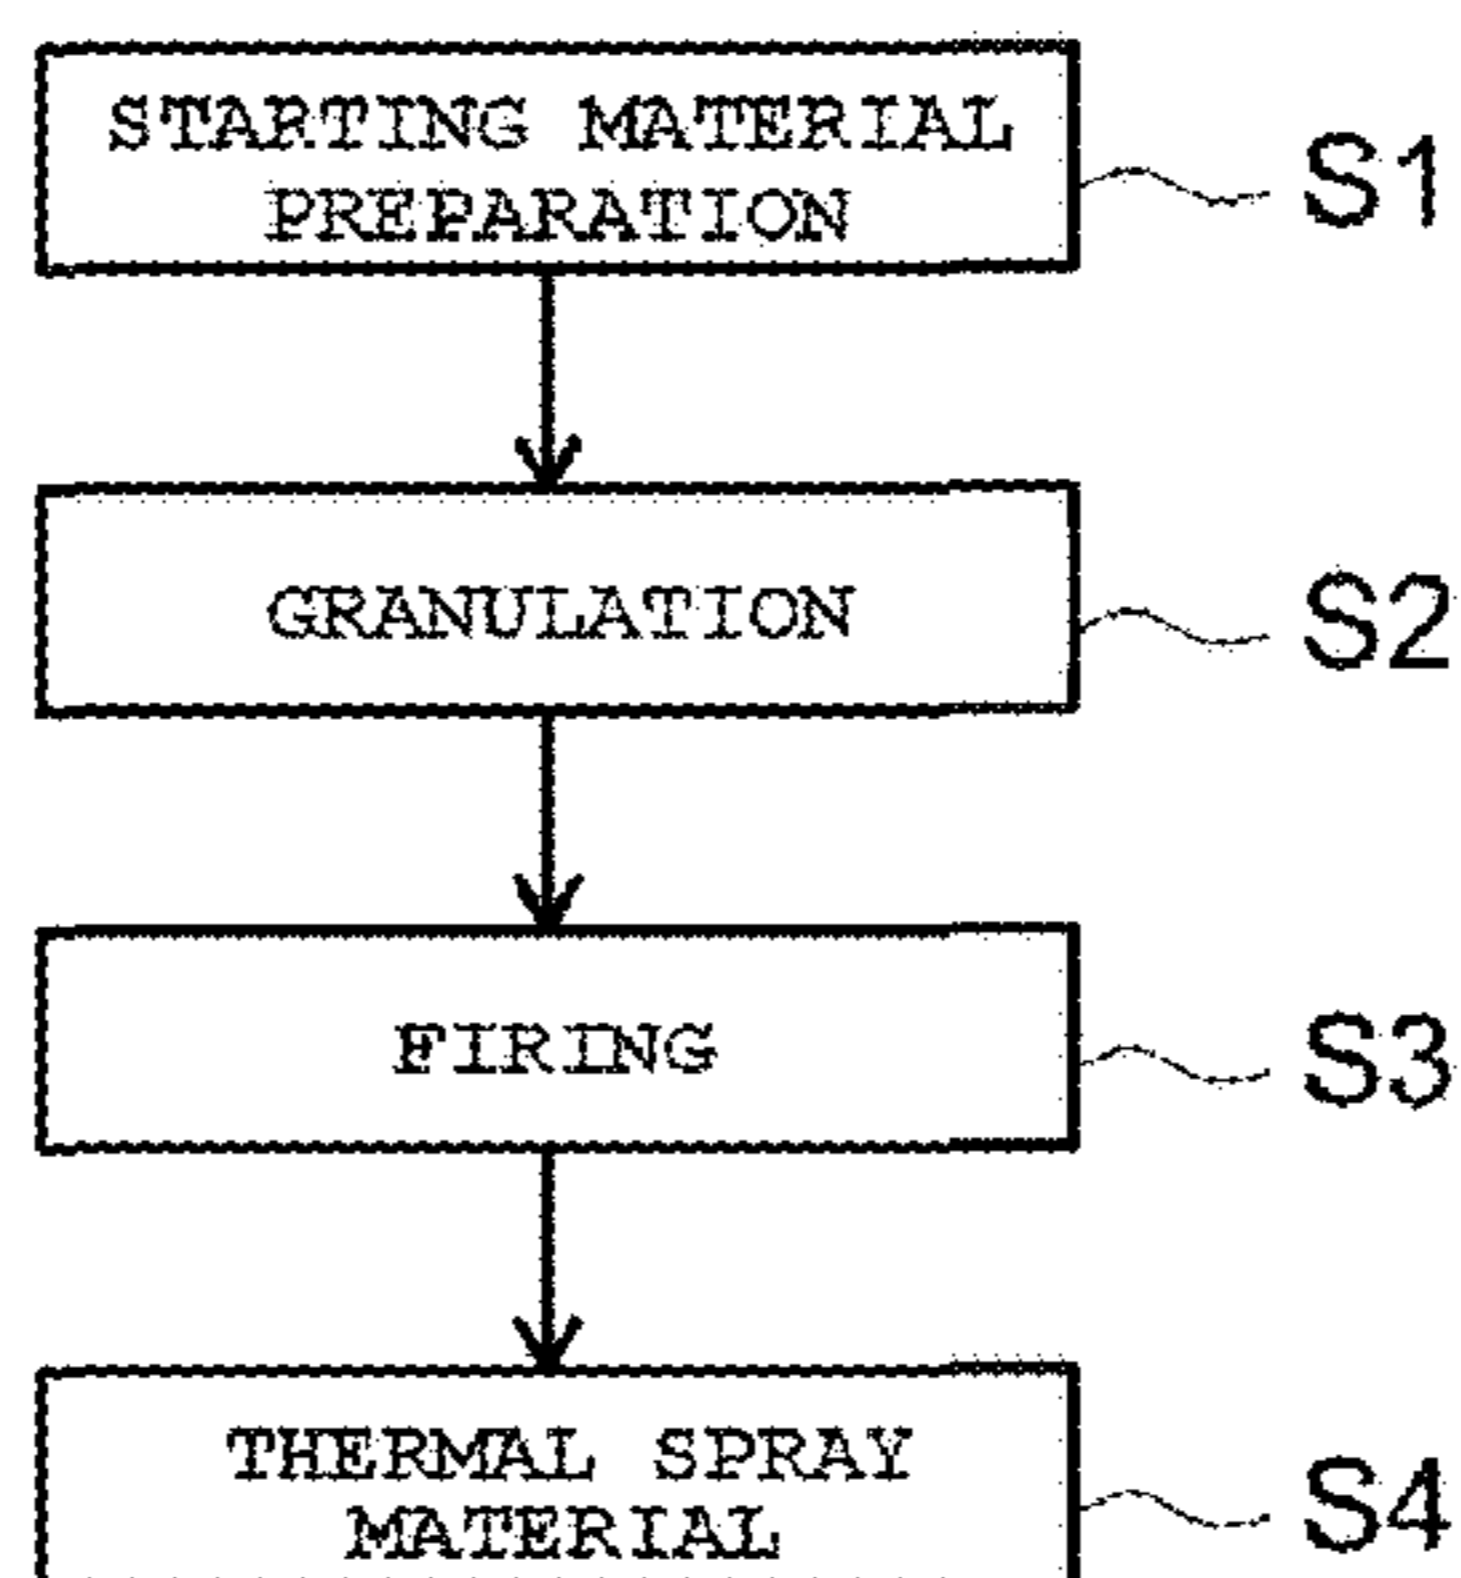 STARTING MATERIAL
PREPARATION
S1
GRANULATION
S2
FIRING
S3
THERMAL SPRAY
MATERIAL
S4